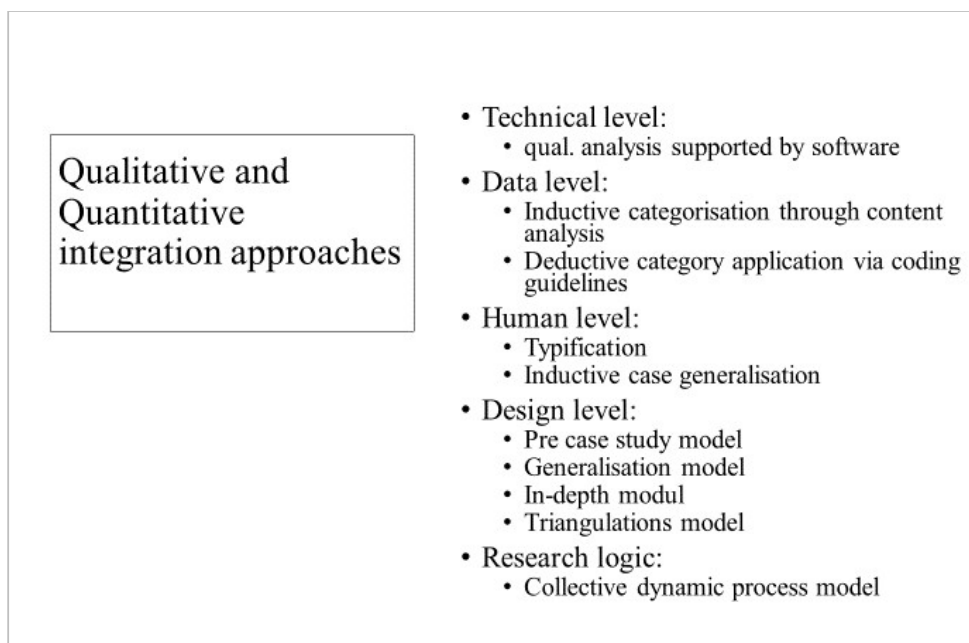 Qualitative and
Quantitative
integration approaches
• Technical level:
• qual. analysis supported by software
• Data level:
• Inductive categorisation through content
analysis
• Deductive category application via coding
guidelines
• Human level:
• Typification
• Inductive case generalisation
• Design level:
• Pre case study model
• Generalisation model
• In-depth modul
• Triangulations model
• Research logic:
• Collective dynamic process model